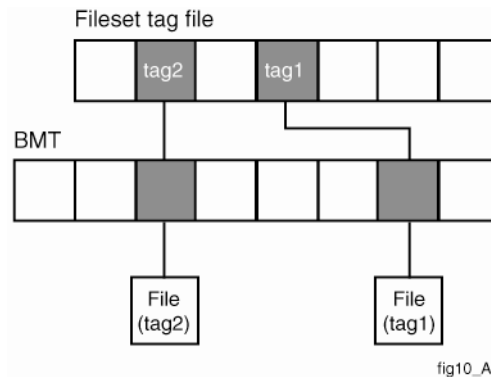 Fileset tag file
tag2 tag1
BMT
File File
(tag2) (tag1)
fig10_A